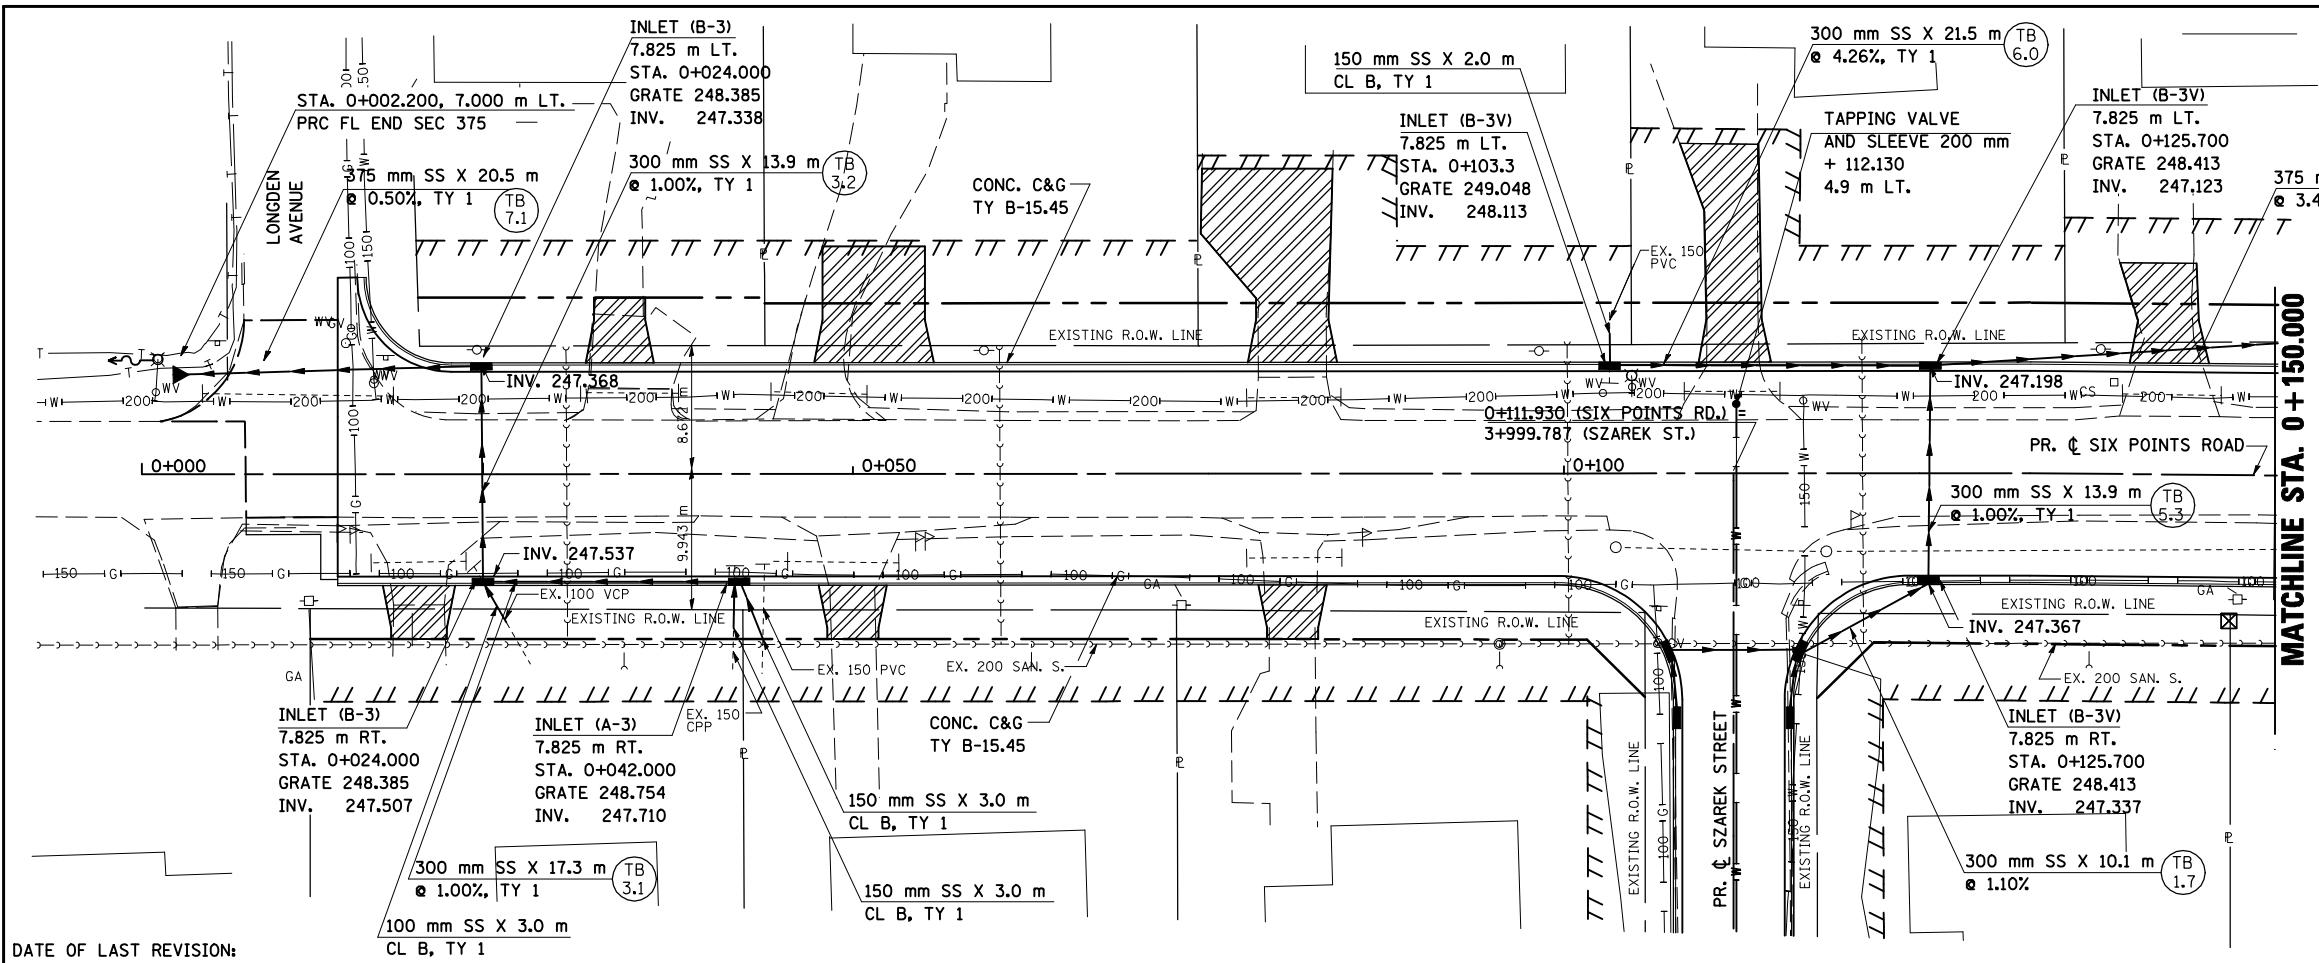 INLET (B-3)
7.825 m LT.
STA. 0+024.000
GRATE 248.385
INV. 247.338
STA. 0+002.200, 7.000 m LT.
PRC FL END SEC 375
LONGDEN
AVENUE
375 mm SS X 20.5 m
@ 0.50%, TY 1
TB
7.1
300 mm SS X 13.9 m
@ 1.00%, TY 1
TB
3.2
CONC. C&G
TY B-15.45
150 mm SS X 2.0 m
CL B, TY 1
INLET (B-3V)
7.825 m LT.
STA. 0+103.3
GRATE 249.048
INV. 248.113
300 mm SS X 21.5 m
@ 4.26%, TY 1
TB
6.0
TAPPING VALVE
AND SLEEVE 200 mm
+ 112.130
4.9 m LT.
INLET (B-3V)
7.825 m LT.
STA. 0+125.700
GRATE 248.413
INV. 247.123
375 m
@ 3.4
EX. 150
PVC
EXISTING R.O.W. LINE
EXISTING R.O.W. LINE
INV. 247.368
INV. 247.198
8.672 m
0+111.930 (SIX POINTS RD.) =
3+999.787 (SZAREK ST.)
PR. ℄ SIX POINTS ROAD
0+000
0+050
0+100
9.943 m
MATCHLINE STA. 0+150.000
300 mm SS X 13.9 m
@ 1.00%, TY 1
TB
5.3
INV. 247.537
EX. 100 VCP
EXISTING R.O.W. LINE
EXISTING R.O.W. LINE
EXISTING R.O.W. LINE
INV. 247.367
EX. 150 PVC
EX. 200 SAN. S.
EX. 200 SAN. S.
GA
GA
GA
EX. 150
CPP
INLET (B-3)
7.825 m RT.
STA. 0+024.000
GRATE 248.385
INV. 247.507
INLET (A-3)
7.825 m RT.
STA. 0+042.000
GRATE 248.754
INV. 247.710
CONC. C&G
TY B-15.45
EXISTING R.O.W. LINE
PR. ℄ SZAREK STREET
EXISTING R.O.W. LINE
INLET (B-3V)
7.825 m RT.
STA. 0+125.700
GRATE 248.413
INV. 247.337
150 mm SS X 3.0 m
CL B, TY 1
300 mm SS X 17.3 m
@ 1.00%, TY 1
TB
3.1
150 mm SS X 3.0 m
CL B, TY 1
300 mm SS X 10.1 m
@ 1.10%
TB
1.7
100 mm SS X 3.0 m
CL B, TY 1
DATE OF LAST REVISION: